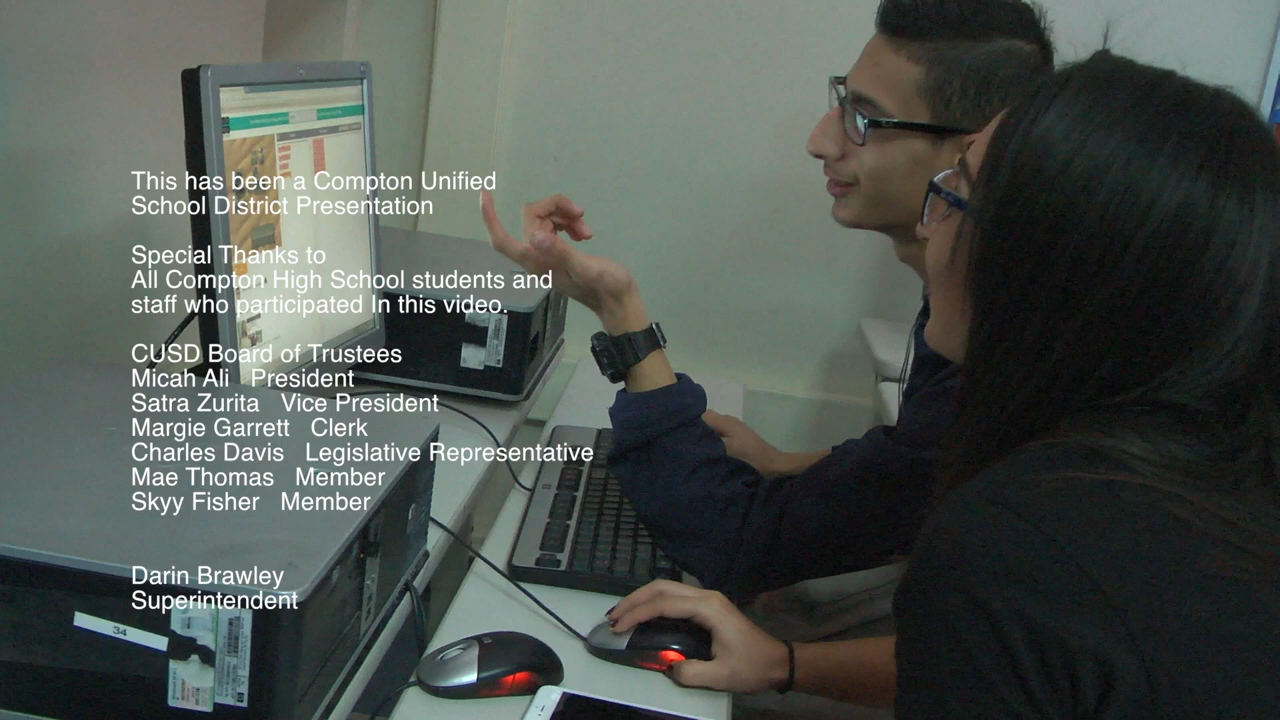 This has been a Compton Unified
School District Presentation
Special Thanks to
All Compton High School students and
staff who participated In this video.
CUSD Board of Trustees
Micah Ali President
Satra Zurita Vice President
Margie Garrett Clerk
Charles Davis Legislative Representative
Mae Thomas Member
Skyy Fisher Member
Darin Brawley
Superintendent
34